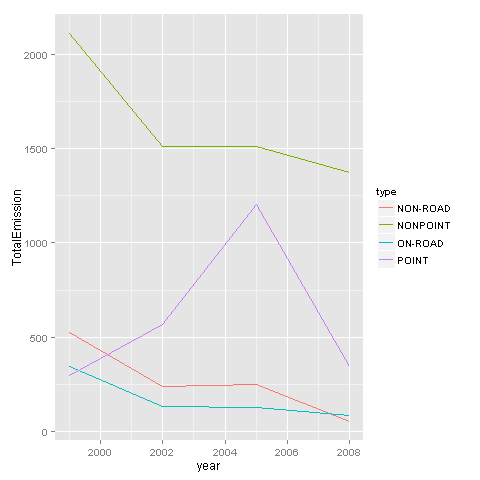 2000
1500
1000
500
0
TotalEmission
2000
2002
2004
2006
2008
year
type
NON-ROAD
NONPOINT
ON-ROAD
POINT